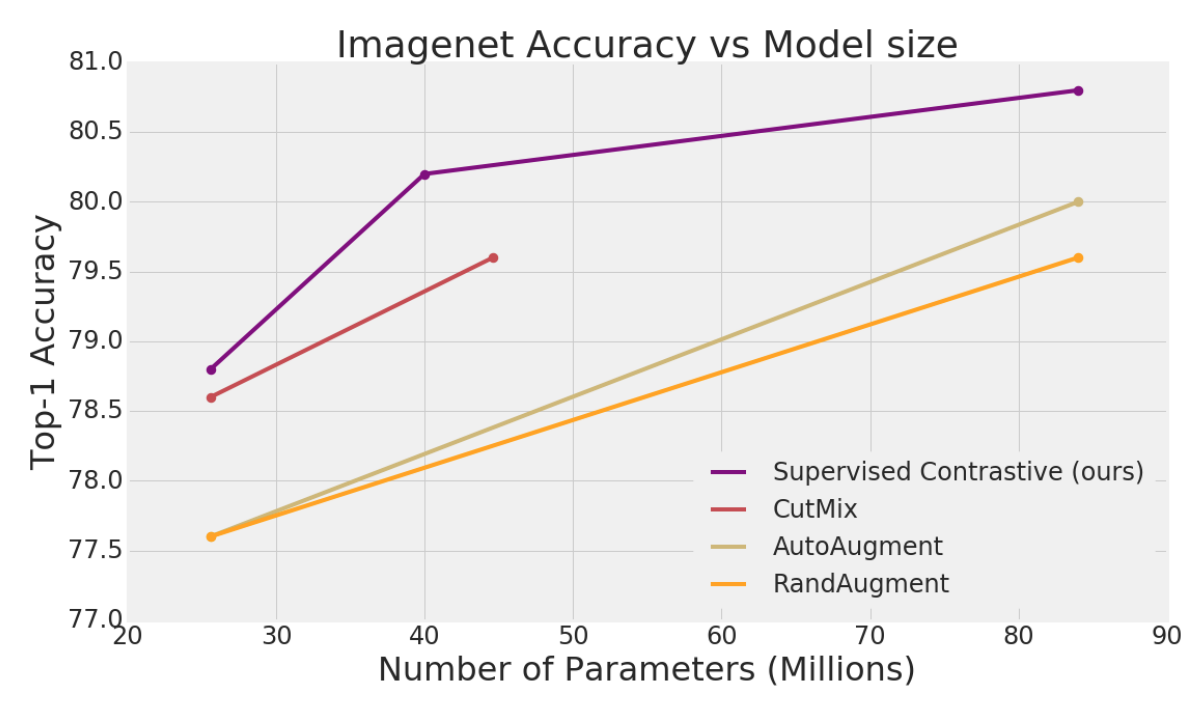 Imagenet Accuracy vs Model size
81.0
80.5
80.0
79.5
79.0
78.5
78.0
77.5
77.0
Top-1 Accuracy
Supervised Contrastive (ours)
CutMix
AutoAugment
RandAugment
20 30 40 50 60 70 80 90
Number of Parameters (Millions)